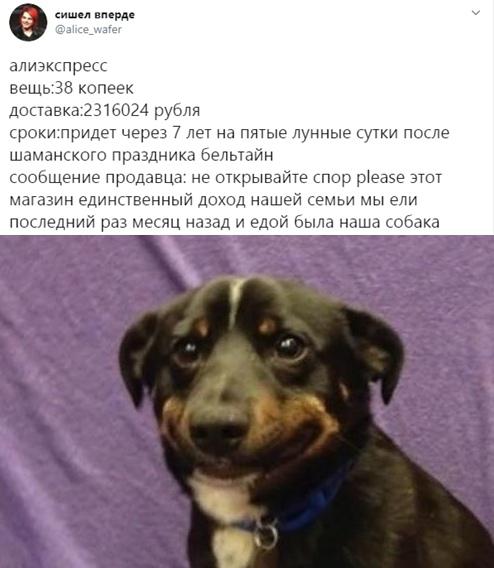 сишел вперде
@alice_wafer
алиэкспресс
вещь:38 копеек
доставка:2316024 рубля
сроки:придет через 7 лет на пятые лунные сутки после
шаманского праздника бельтайн
сообщение продавца: не открывайте спор please этот
магазин единственный доход нашей семьи мы ели
последний раз месяц назад и едой была наша собака